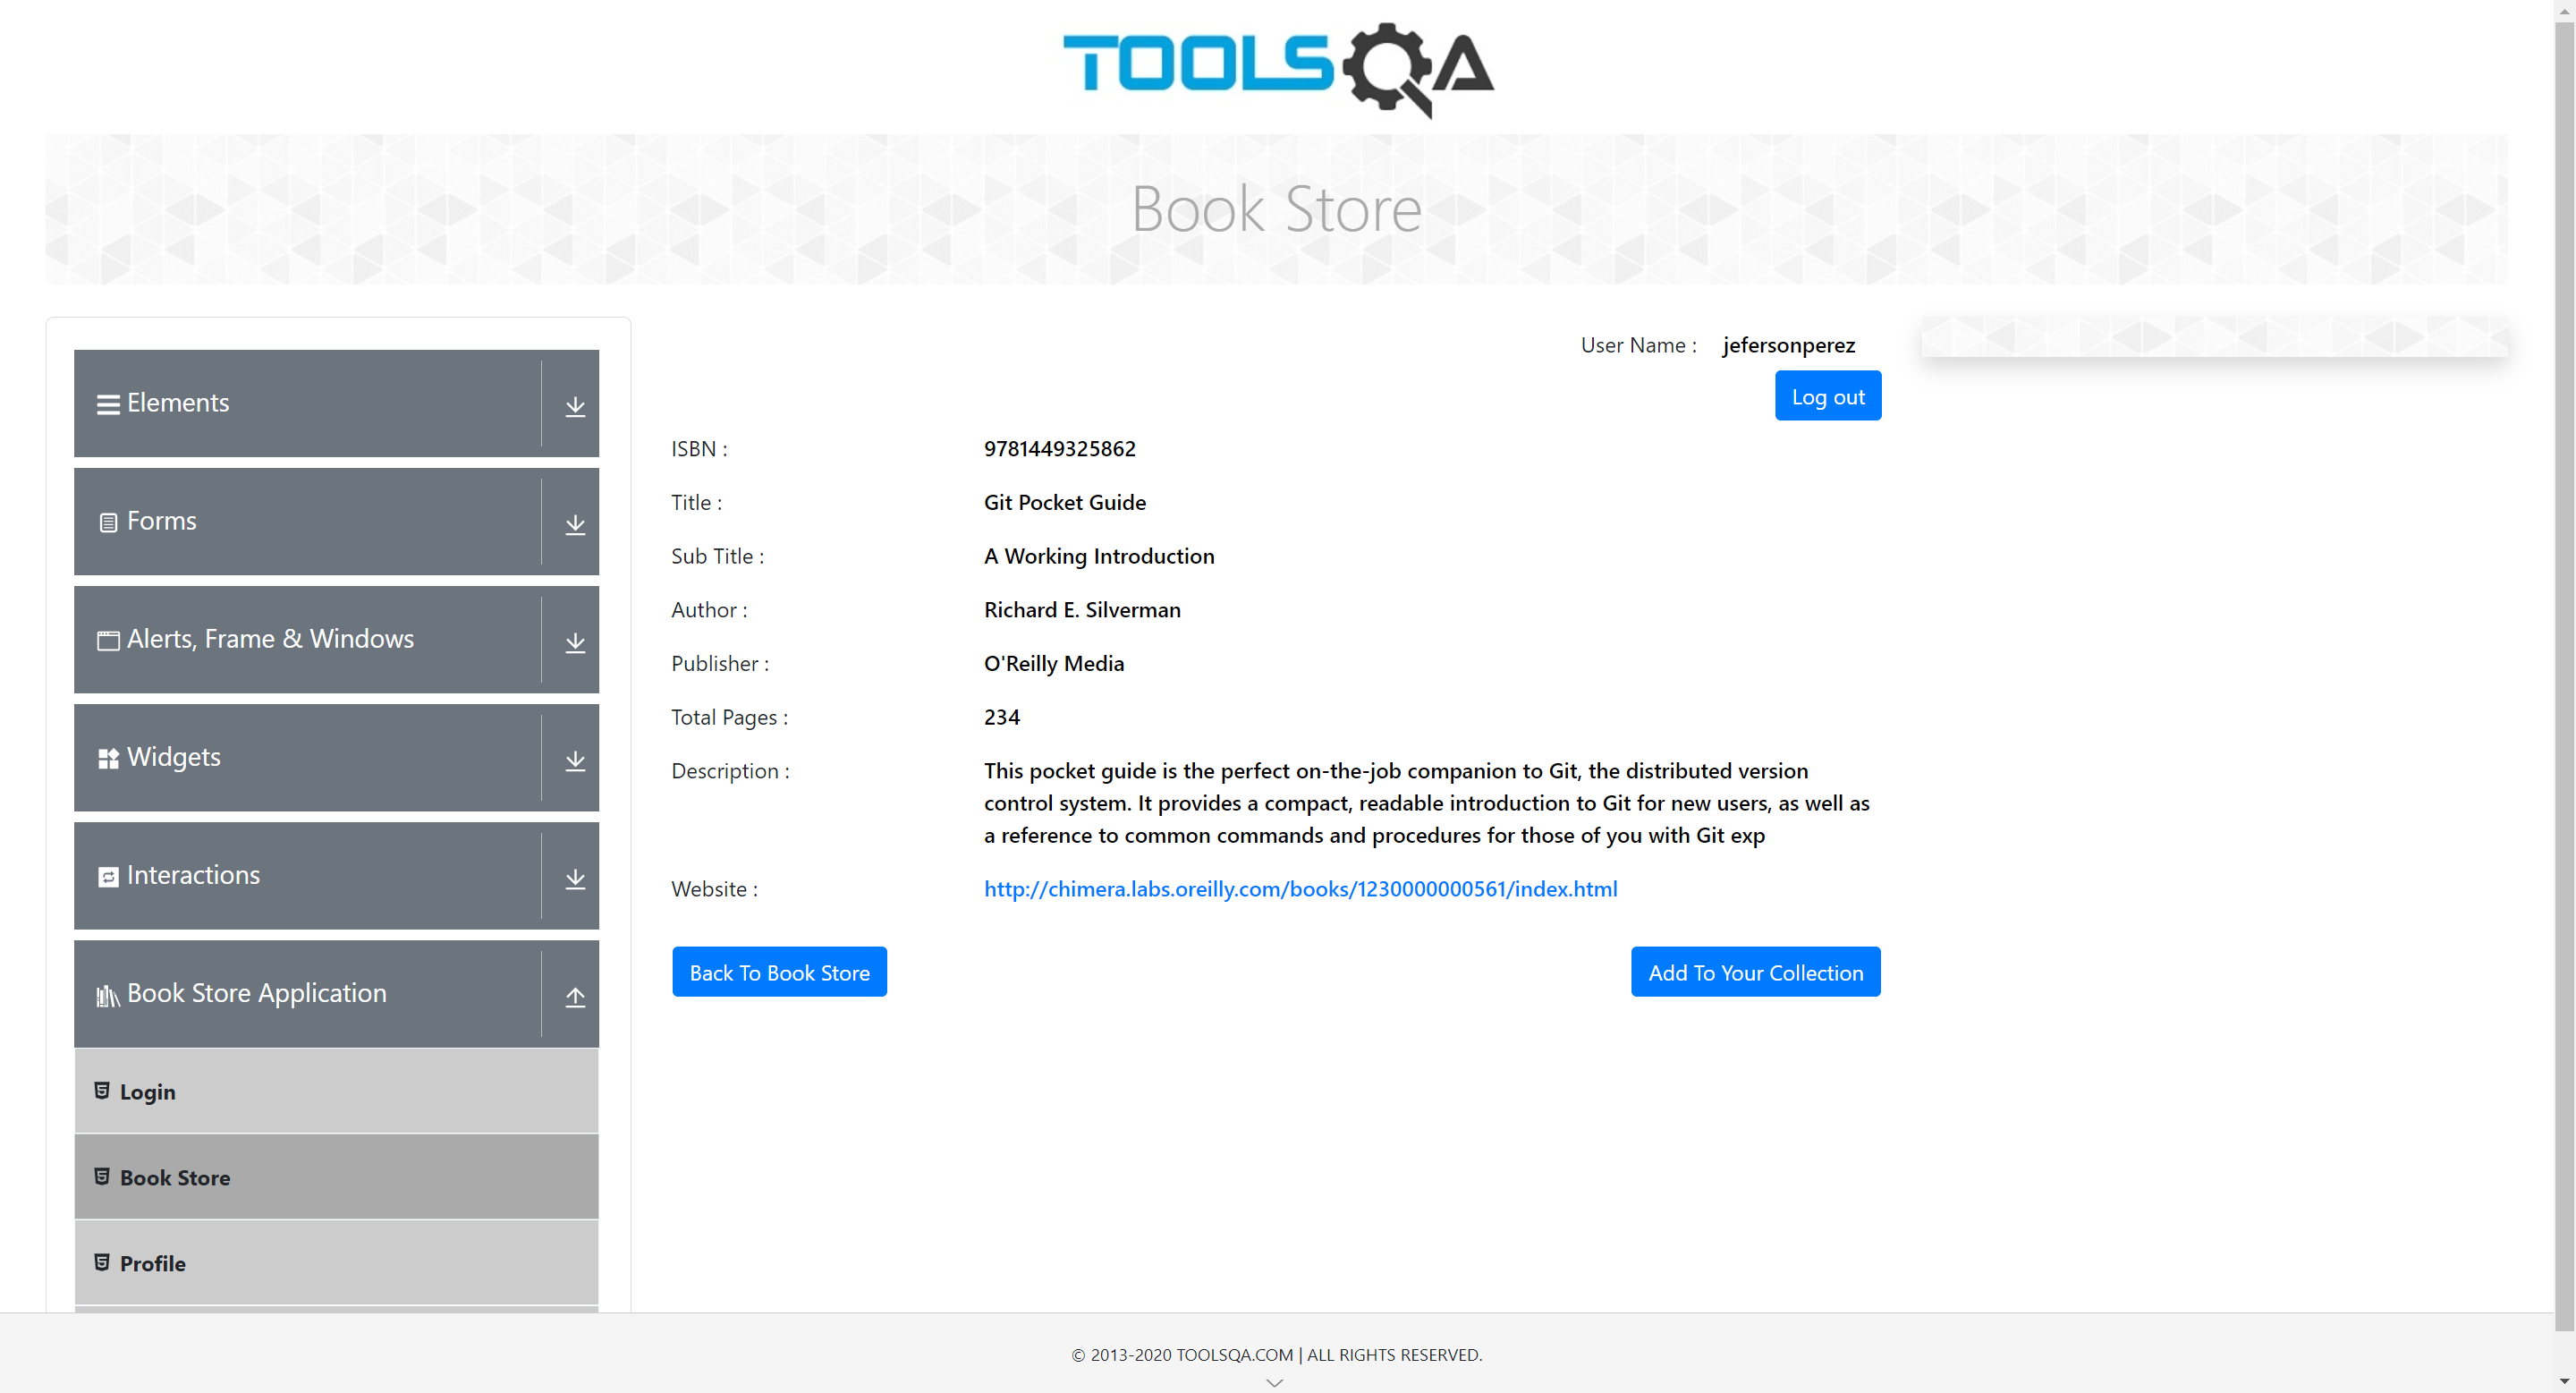 TOOLSQA
Book Store
User Name : jefersonperez
Log out
Elements
Forms
Alerts, Frame & Windows
Widgets
Interactions
Book Store Application
Login
Book Store
Profile
ISBN : 9781449325862
Title : Git Pocket Guide
Sub Title : A Working Introduction
Author : Richard E. Silverman
Publisher : O'Reilly Media
Total Pages : 234
Description : This pocket guide is the perfect on-the-job companion to Git, the distributed version
control system. It provides a compact, readable introduction to Git for new users, as well as
a reference to common commands and procedures for those of you with Git exp
Website : http://chimera.labs.oreilly.com/books/1230000000561/index.html
Back To Book Store
Add To Your Collection
© 2013-2020 TOOLSQA.COM | ALL RIGHTS RESERVED.